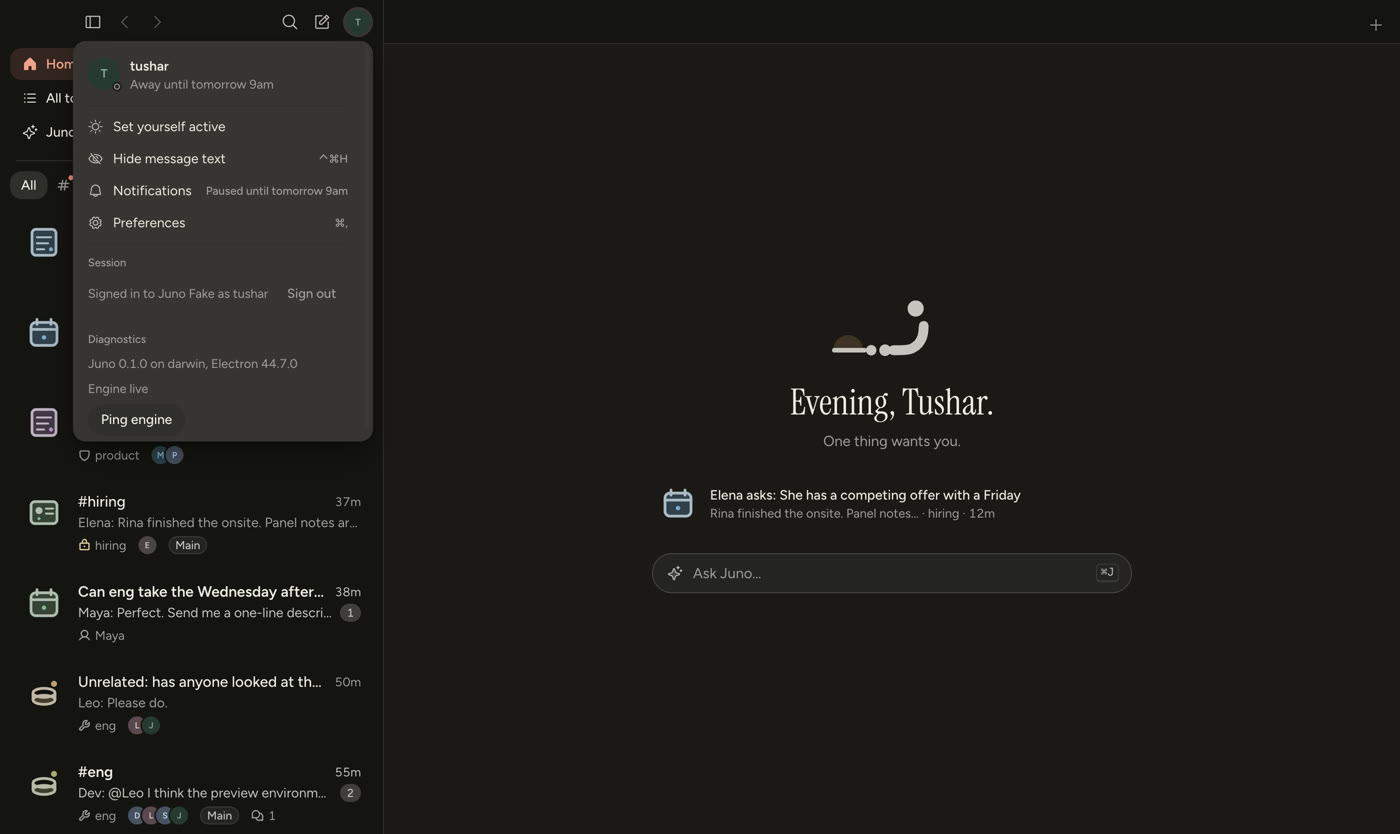 T
Hom
T
tushar
Away until tomorrow 9am
All to
Juno
Set yourself active
Hide message text ^⌘H
All #
Notifications Paused until tomorrow 9am
Preferences ⌘,
Session
Signed in to Juno Fake as tushar Sign out
Diagnostics
Juno 0.1.0 on darwin, Electron 44.7.0
Engine live
Ping engine
product M P
#hiring 37m
Elena: Rina finished the onsite. Panel notes ar...
hiring E Main
Can eng take the Wednesday after... 38m
Maya: Perfect. Send me a one-line descri... 1
Maya
Unrelated: has anyone looked at th... 50m
Leo: Please do.
eng L J
#eng 55m
Dev: @Leo I think the preview environm... 2
eng D L S J Main 1
Evening, Tushar.
One thing wants you.
Elena asks: She has a competing offer with a Friday
Rina finished the onsite. Panel notes... · hiring · 12m
Ask Juno... ⌘J